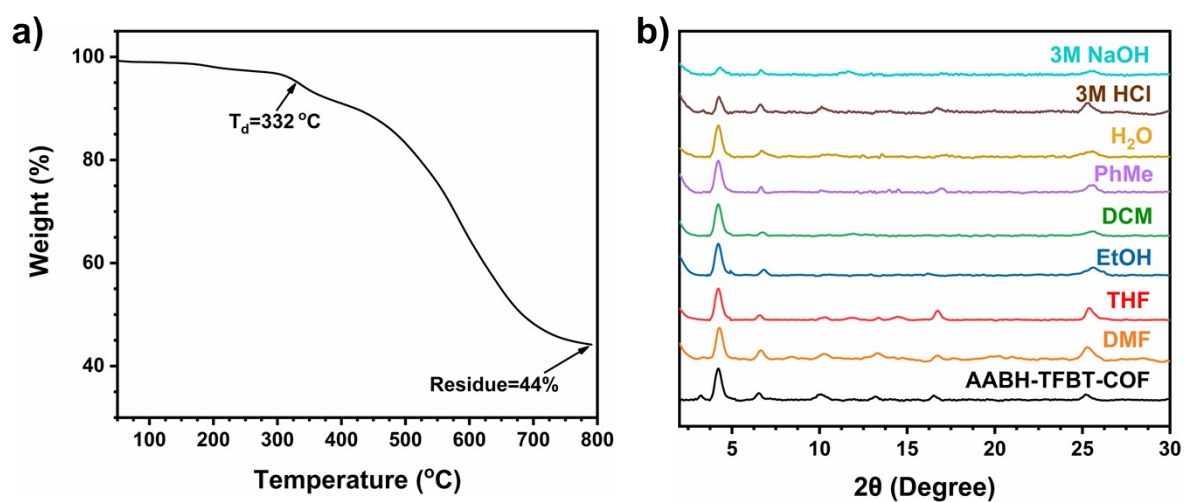 a)
100
80
60
40
Weight (%)
T_d=332 °C
Residue=44%
100 200 300 400 500 600 700 800
Temperature (°C)
b)
3M NaOH
3M HCl
H₂O
PhMe
DCM
EtOH
THF
DMF
AABH-TFBT-COF
5 10 15 20 25 30
2θ (Degree)